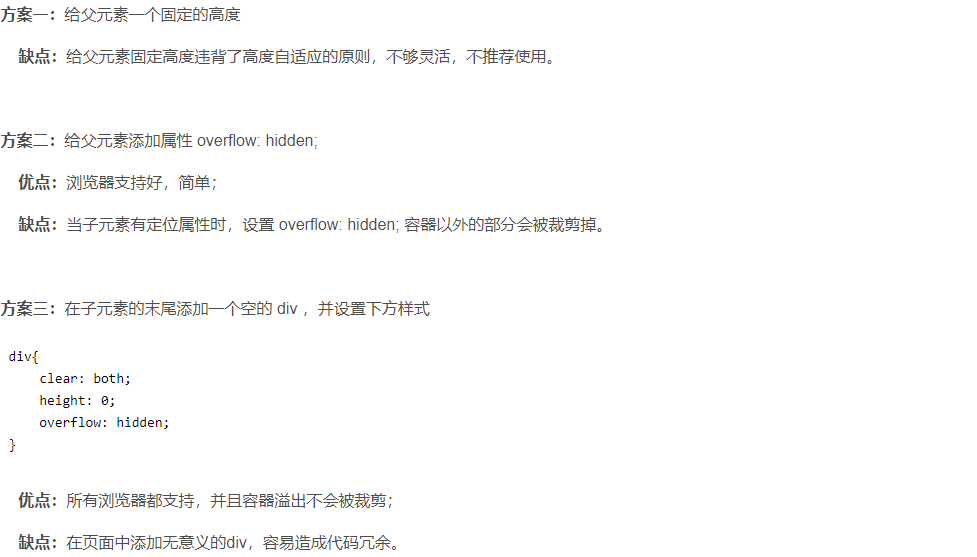 方案一：给父元素一个固定的高度
缺点：给父元素固定高度违背了高度自适应的原则，不够灵活，不推荐使用。
方案二：给父元素添加属性 overflow: hidden;
优点：浏览器支持好，简单；
缺点：当子元素有定位属性时，设置 overflow: hidden; 容器以外的部分会被裁剪掉。
方案三：在子元素的末尾添加一个空的 div ，并设置下方样式
div{
    clear: both;
    height: 0;
    overflow: hidden;
}
优点：所有浏览器都支持，并且容器溢出不会被裁剪；
缺点：在页面中添加无意义的div，容易造成代码冗余。